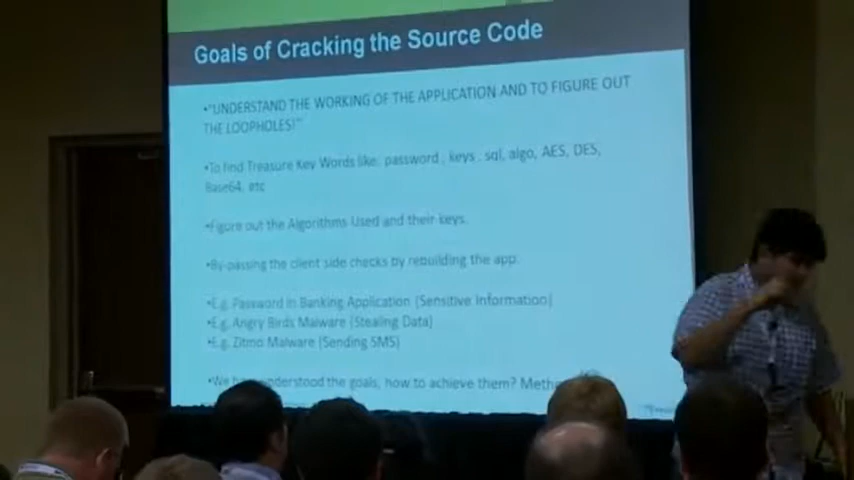 Goals of Cracking the Source Code
•"UNDERSTAND THE WORKING OF THE APPLICATION AND TO FIGURE OUT
THE LOOPHOLES!"
•To find Treasure Key Words like: password , keys , sql, algo, AES, DES,
Base64, etc
•Figure out the Algorithms Used and their keys.
•By-passing the client side checks by rebuilding the app.
•E.g. Password in Banking Application (Sensitive Information)
•E.g. Angry Birds Malware (Stealing Data)
•E.g. Zitmo Malware (Sending SMS)
understood the goals, how to achieve them?